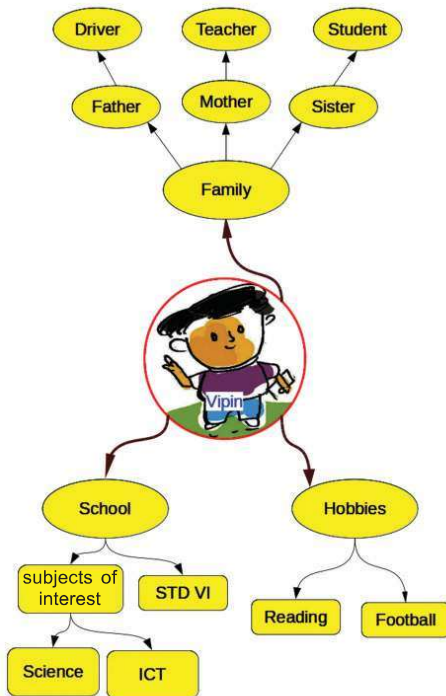 Driver
Teacher
Student
Father
Mother
Sister
Family
Vipin
School
Hobbies
subjects of
interest
STD VI
Reading
Football
Science
ICT